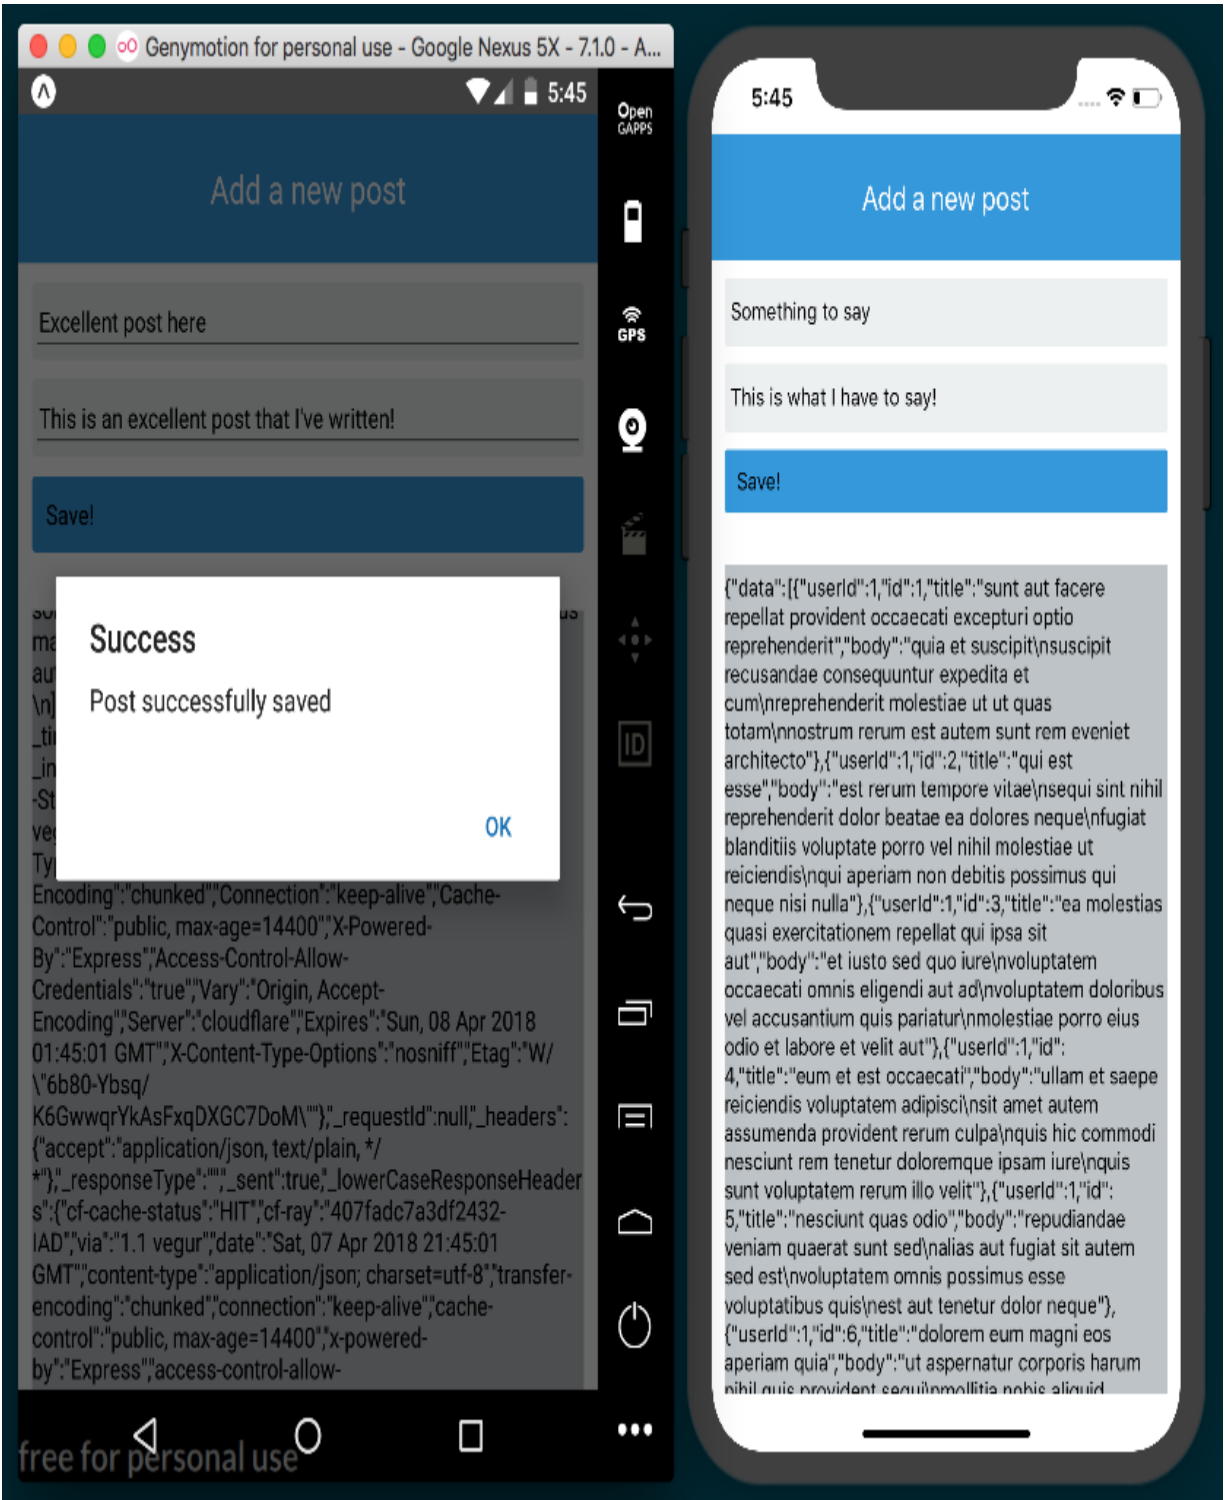 Genymotion for personal use - Google Nexus 5X - 7.1.0 - A...
5:45
Add a new post
Excellent post here
This is an excellent post that I've written!
Save!
Success
Post successfully saved
OK
\n]
Encoding":"chunked","Connection":"keep-alive","Cache-
Control":"public, max-age=14400","X-Powered-
By":"Express","Access-Control-Allow-
Credentials":"true","Vary":"Origin, Accept-
Encoding","Server":"cloudflare","Expires":"Sun, 08 Apr 2018
01:45:01 GMT","X-Content-Type-Options":"nosniff","Etag":"W/
\"6b80-Ybsq/
K6GwwqrYkAsFxqDXGC7DoM\""},"_requestId":null,"_headers":
{"accept":"application/json, text/plain, */
*"},"_responseType":"","_sent":true,"_lowerCaseResponseHeader
s":{"cf-cache-status":"HIT","cf-ray":"407fadc7a3df2432-
IAD","via":"1.1 vegur","date":"Sat, 07 Apr 2018 21:45:01
GMT","content-type":"application/json; charset=utf-8","transfer-
encoding":"chunked","connection":"keep-alive","cache-
control":"public, max-age=14400","x-powered-
by":"Express","access-control-allow-
free for personal use
Open
GAPPS
GPS
ID
5:45
Add a new post
Something to say
This is what I have to say!
Save!
{"data":[{"userId":1,"id":1,"title":"sunt aut facere
repellat provident occaecati excepturi optio
reprehenderit","body":"quia et suscipit\nsuscipit
recusandae consequuntur expedita et
cum\nreprehenderit molestiae ut ut quas
totam\nnostrum rerum est autem sunt rem eveniet
architecto"},{"userId":1,"id":2,"title":"qui est
esse","body":"est rerum tempore vitae\nsequi sint nihil
reprehenderit dolor beatae ea dolores neque\nfugiat
blanditiis voluptate porro vel nihil molestiae ut
reiciendis\nqui aperiam non debitis possimus qui
neque nisi nulla"},{"userId":1,"id":3,"title":"ea molestias
quasi exercitationem repellat qui ipsa sit
aut","body":"et iusto sed quo iure\nvoluptatem
occaecati omnis eligendi aut ad\nvoluptatem doloribus
vel accusantium quis pariatur\nmolestiae porro eius
odio et labore et velit aut"},{"userId":1,"id":
4,"title":"eum et est occaecati","body":"ullam et saepe
reiciendis voluptatem adipisci\nsit amet autem
assumenda provident rerum culpa\nquis hic commodi
nesciunt rem tenetur doloremque ipsam iure\nquis
sunt voluptatem rerum illo velit"},{"userId":1,"id":
5,"title":"nesciunt quas odio","body":"repudiandae
veniam quaerat sunt sed\nalias aut fugiat sit autem
sed est\nvoluptatem omnis possimus esse
voluptatibus quis\nest aut tenetur dolor neque"},
{"userId":1,"id":6,"title":"dolorem eum magni eos
aperiam quia","body":"ut aspernatur corporis harum
nihil quis provident sequi\nmollitia nobis aliquid